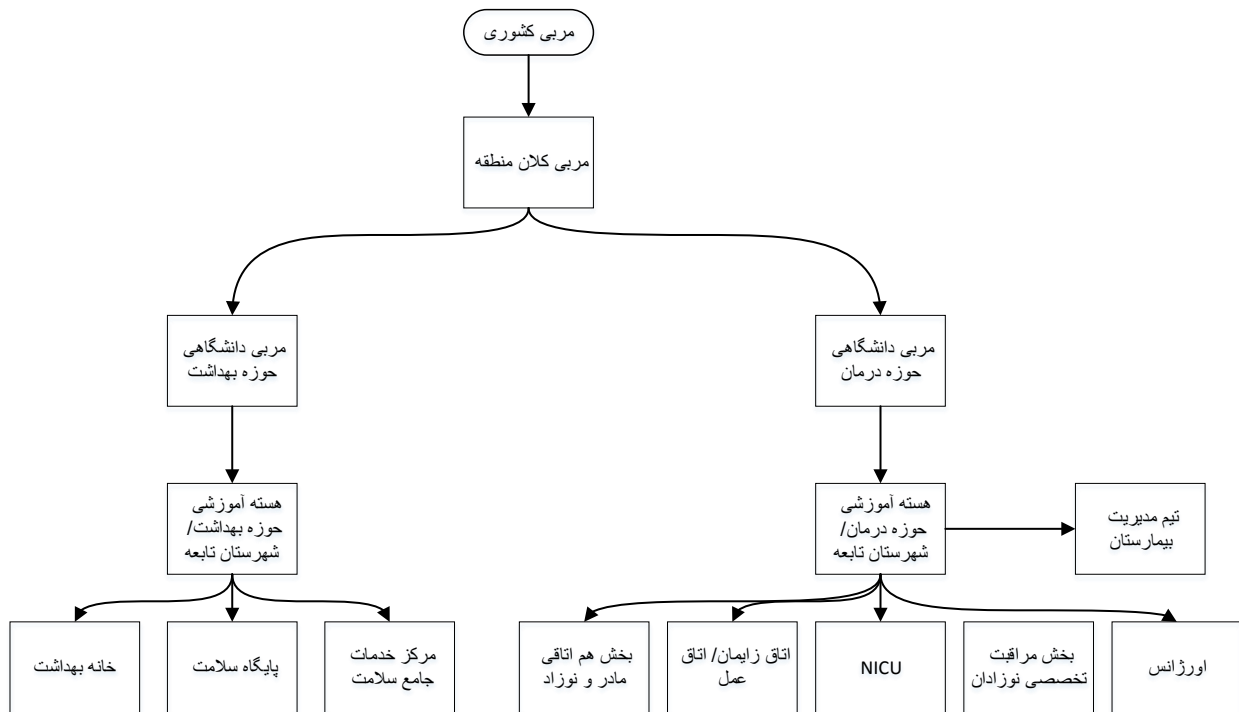 مربی کشوری
مربی کلان منطقه
مربی دانشگاهی
حوزه درمان
مربی دانشگاهی
حوزه بهداشت
هسته آموزشی
حوزه درمان/
شهرستان تابعه
تیم مدیریت
بیمارستان
هسته آموزشی
حوزه بهداشت/
شهرستان تابعه
اورژانس
بخش مراقبت
تخصصی نوزادان
NICU
اتاق زایمان/ اتاق
عمل
بخش هم اتاقی
مادر و نوزاد
مرکز خدمات
جامع سلامت
پایگاه سلامت
خانه بهداشت